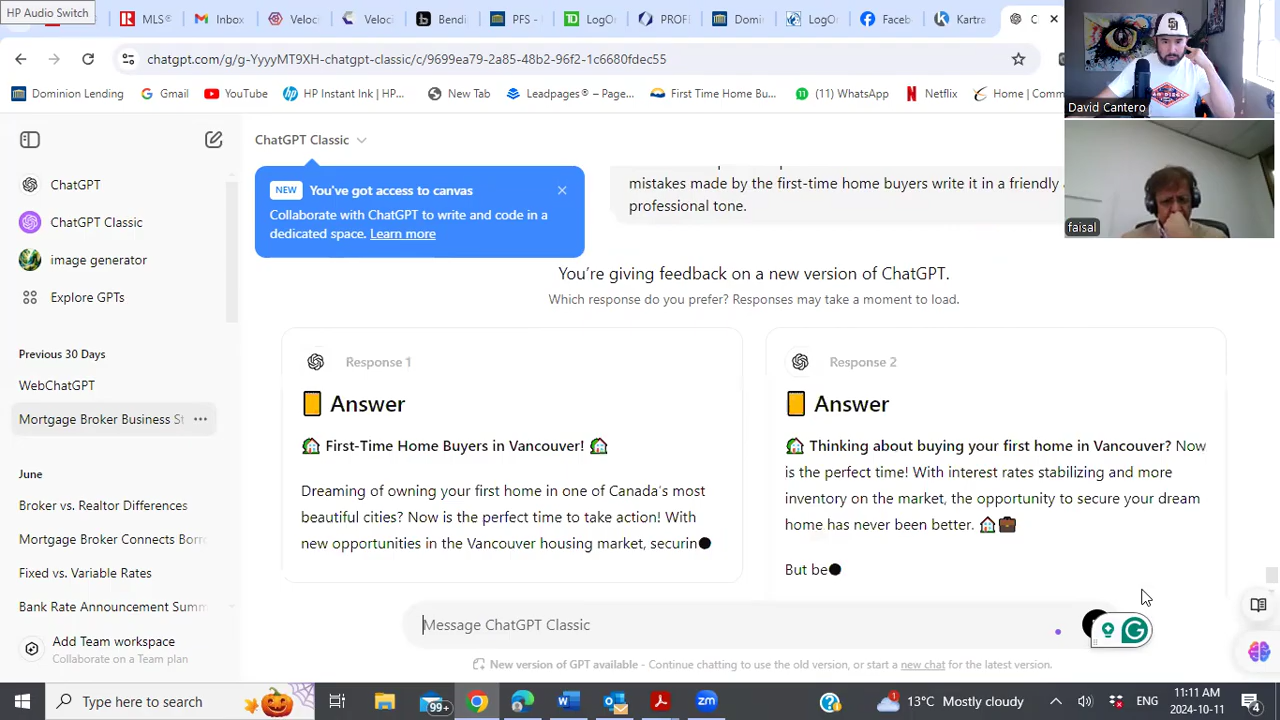 HP Audio Switch
MLS®
Inbox
Veloc
Veloci
Bendi
PFS -
LogO
PROFI
Domin
LogOr
Faceb
Kartra
C
chatgpt.com/g/g-YyyyMT9XH-chatgpt-classic/c/9699ed79-2a85-48b2-96f2-1c6680fdec55
Dominion Lending
Gmail
YouTube
HP Instant Ink | HP...
New Tab
Leadpages® – Page...
First Time Home Bu...
(11) WhatsApp
Netflix
Home | Comm
David Cantero
faisal
ChatGPT
ChatGPT Classic
image generator
Explore GPTs
Previous 30 Days
WebChatGPT
Mortgage Broker Business St
June
Broker vs. Realtor Differences
Mortgage Broker Connects Borro
Fixed vs. Variable Rates
Bank Rate Announcement Summ
Add Team workspace
Collaborate on a Team plan
ChatGPT Classic
NEW You've got access to canvas
Collaborate with ChatGPT to write and code in a
dedicated space. Learn more
mistakes made by the first-time home buyers write it in a friendly
professional tone.
You're giving feedback on a new version of ChatGPT.
Which response do you prefer? Responses may take a moment to load.
Response 1
Answer
First-Time Home Buyers in Vancouver!
Dreaming of owning your first home in one of Canada's most
beautiful cities? Now is the perfect time to take action! With
new opportunities in the Vancouver housing market, securin
Response 2
Answer
Thinking about buying your first home in Vancouver? Now
is the perfect time! With interest rates stabilizing and more
inventory on the market, the opportunity to secure your dream
home has never been better.
But be
Message ChatGPT Classic
New version of GPT available - Continue chatting to use the old version, or start a new chat for the latest version.
Type here to search
99+
13°C Mostly cloudy
ENG
11:11 AM
2024-10-11
4